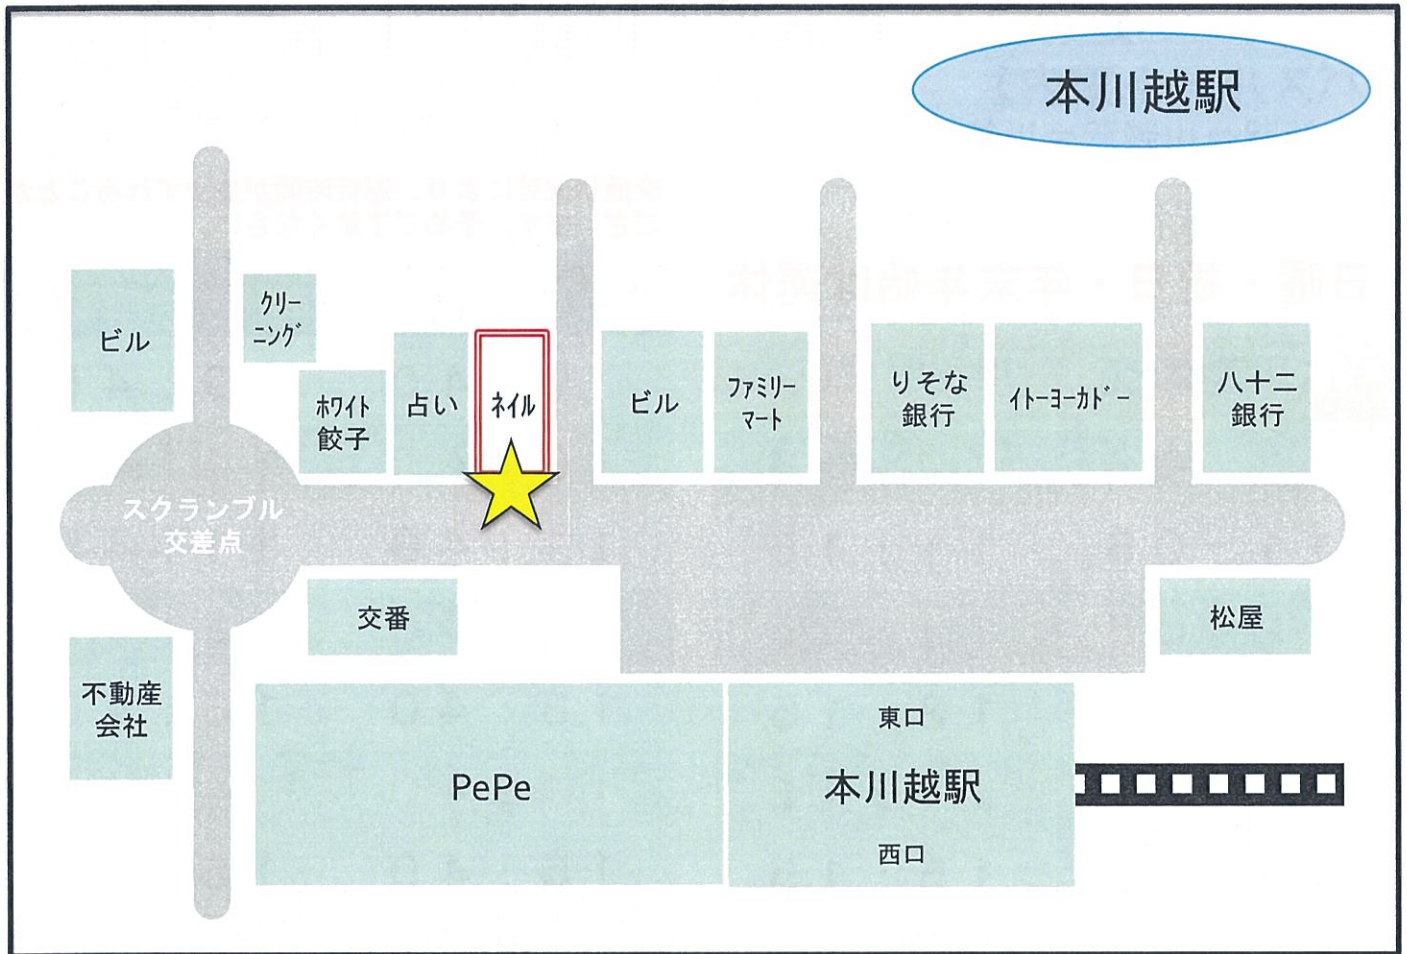 本川越駅
ビル
クリー
ニング
ホワイト
餃子
占い
ネイル
ビル
ファミリー
マート
りそな
銀行
イトーヨーカドー
八十二
銀行
スクランブル
交差点
交番
松屋
不動産
会社
PePe
東口
本川越駅
西口